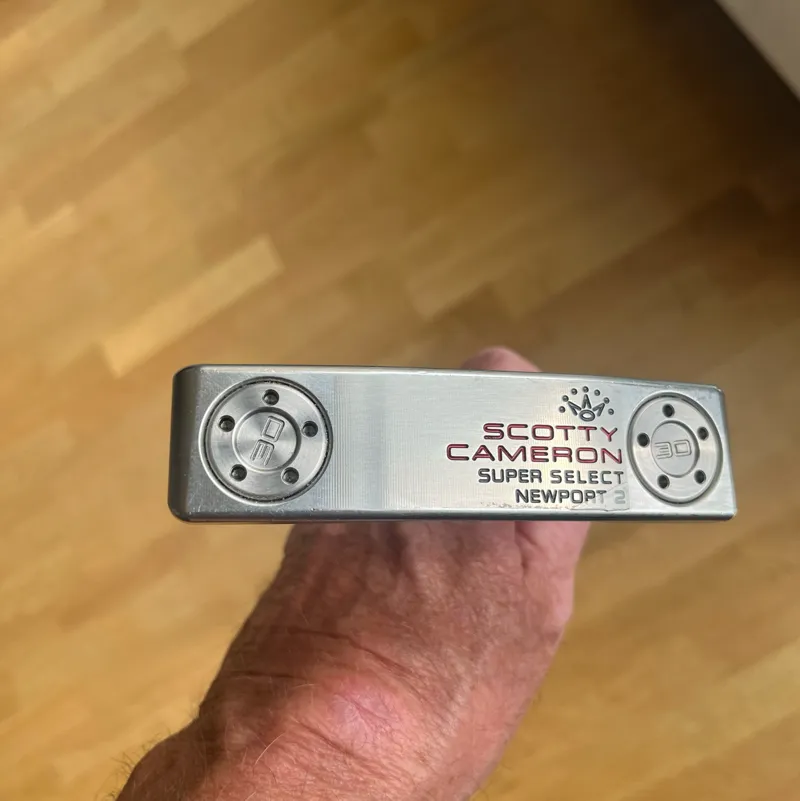 30
SCOTTY
CAMERON
SUPER SELECT
NEWPORT 2
30